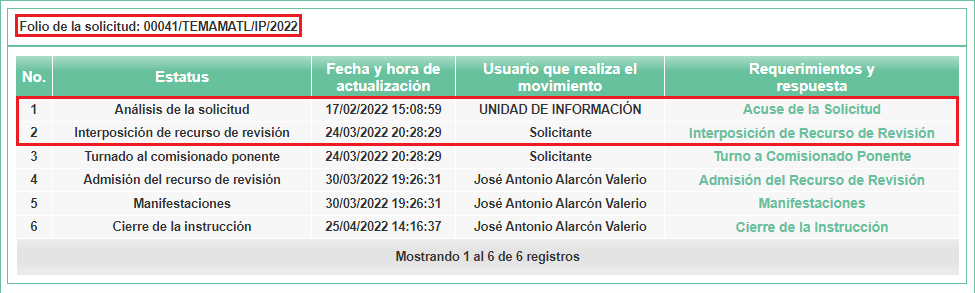 Folio de la solicitud: 00041/TEMAMATL/IP/2022
No. Estatus Fecha y hora de actualización Usuario que realiza el movimiento Requerimientos y respuesta
1 Análisis de la solicitud 17/02/2022 15:08:59 UNIDAD DE INFORMACIÓN Acuse de la Solicitud
2 Interposición de recurso de revisión 24/03/2022 20:28:29 Solicitante Interposición de Recurso de Revisión
3 Turnado al comisionado ponente 24/03/2022 20:28:29 Solicitante Turno a Comisionado Ponente
4 Admisión del recurso de revisión 30/03/2022 19:26:31 José Antonio Alarcón Valerio Admisión del Recurso de Revisión
5 Manifestaciones 30/03/2022 19:26:31 José Antonio Alarcón Valerio Manifestaciones
6 Cierre de la instrucción 25/04/2022 14:16:37 José Antonio Alarcón Valerio Cierre de la Instrucción
Mostrando 1 al 6 de 6 registros